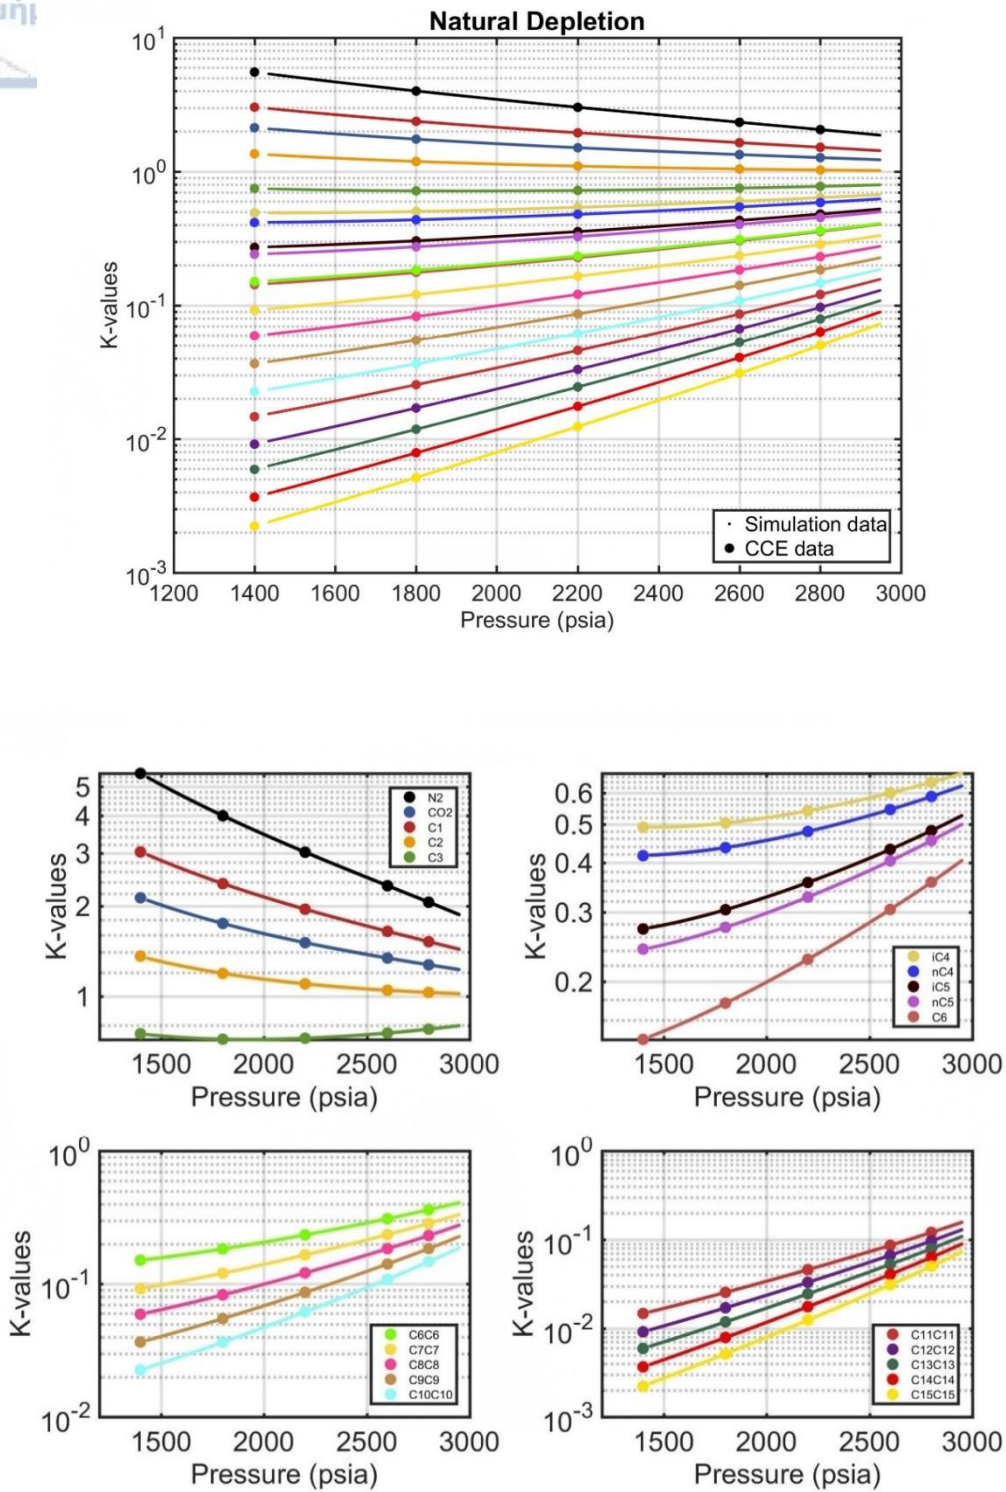 Natural Depletion
10^1
10^0
10^-1
10^-2
10^-3
K-values
1200 1400 1600 1800 2000 2200 2400 2600 2800 3000
Pressure (psia)
Simulation data
CCE data
5
4
3
2
1
K-values
1500 2000 2500 3000
Pressure (psia)
N2
CO2
C1
C2
C3
0.6
0.5
0.4
0.3
0.2
K-values
1500 2000 2500 3000
Pressure (psia)
iC4
nC4
iC5
nC5
C6
10^0
10^-1
10^-2
K-values
1500 2000 2500 3000
Pressure (psia)
C6C6
C7C7
C8C8
C9C9
C10C10
10^0
10^-1
10^-2
10^-3
K-values
1500 2000 2500 3000
Pressure (psia)
C11C11
C12C12
C13C13
C14C14
C15C15